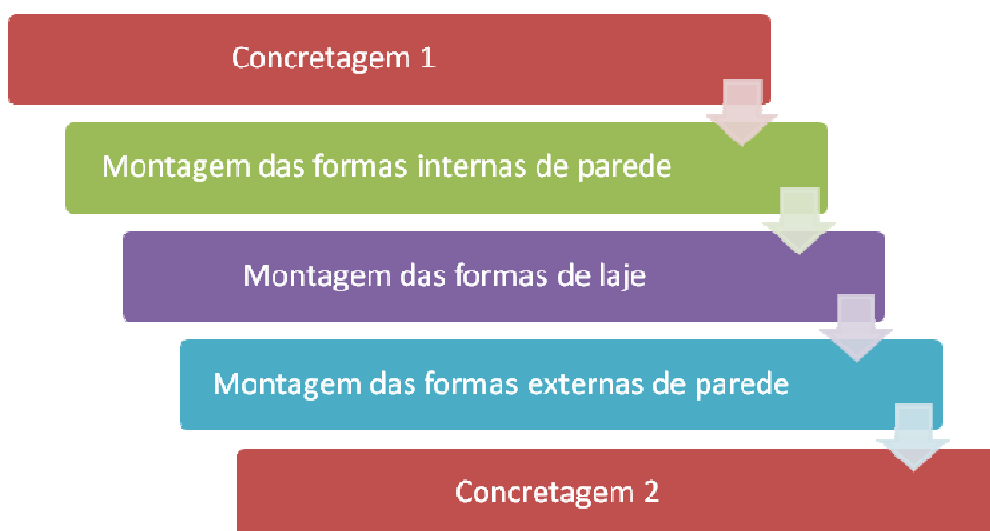 Concretagem 1
Montagem das formas internas de parede
Montagem das formas de laje
Montagem das formas externas de parede
Concretagem 2